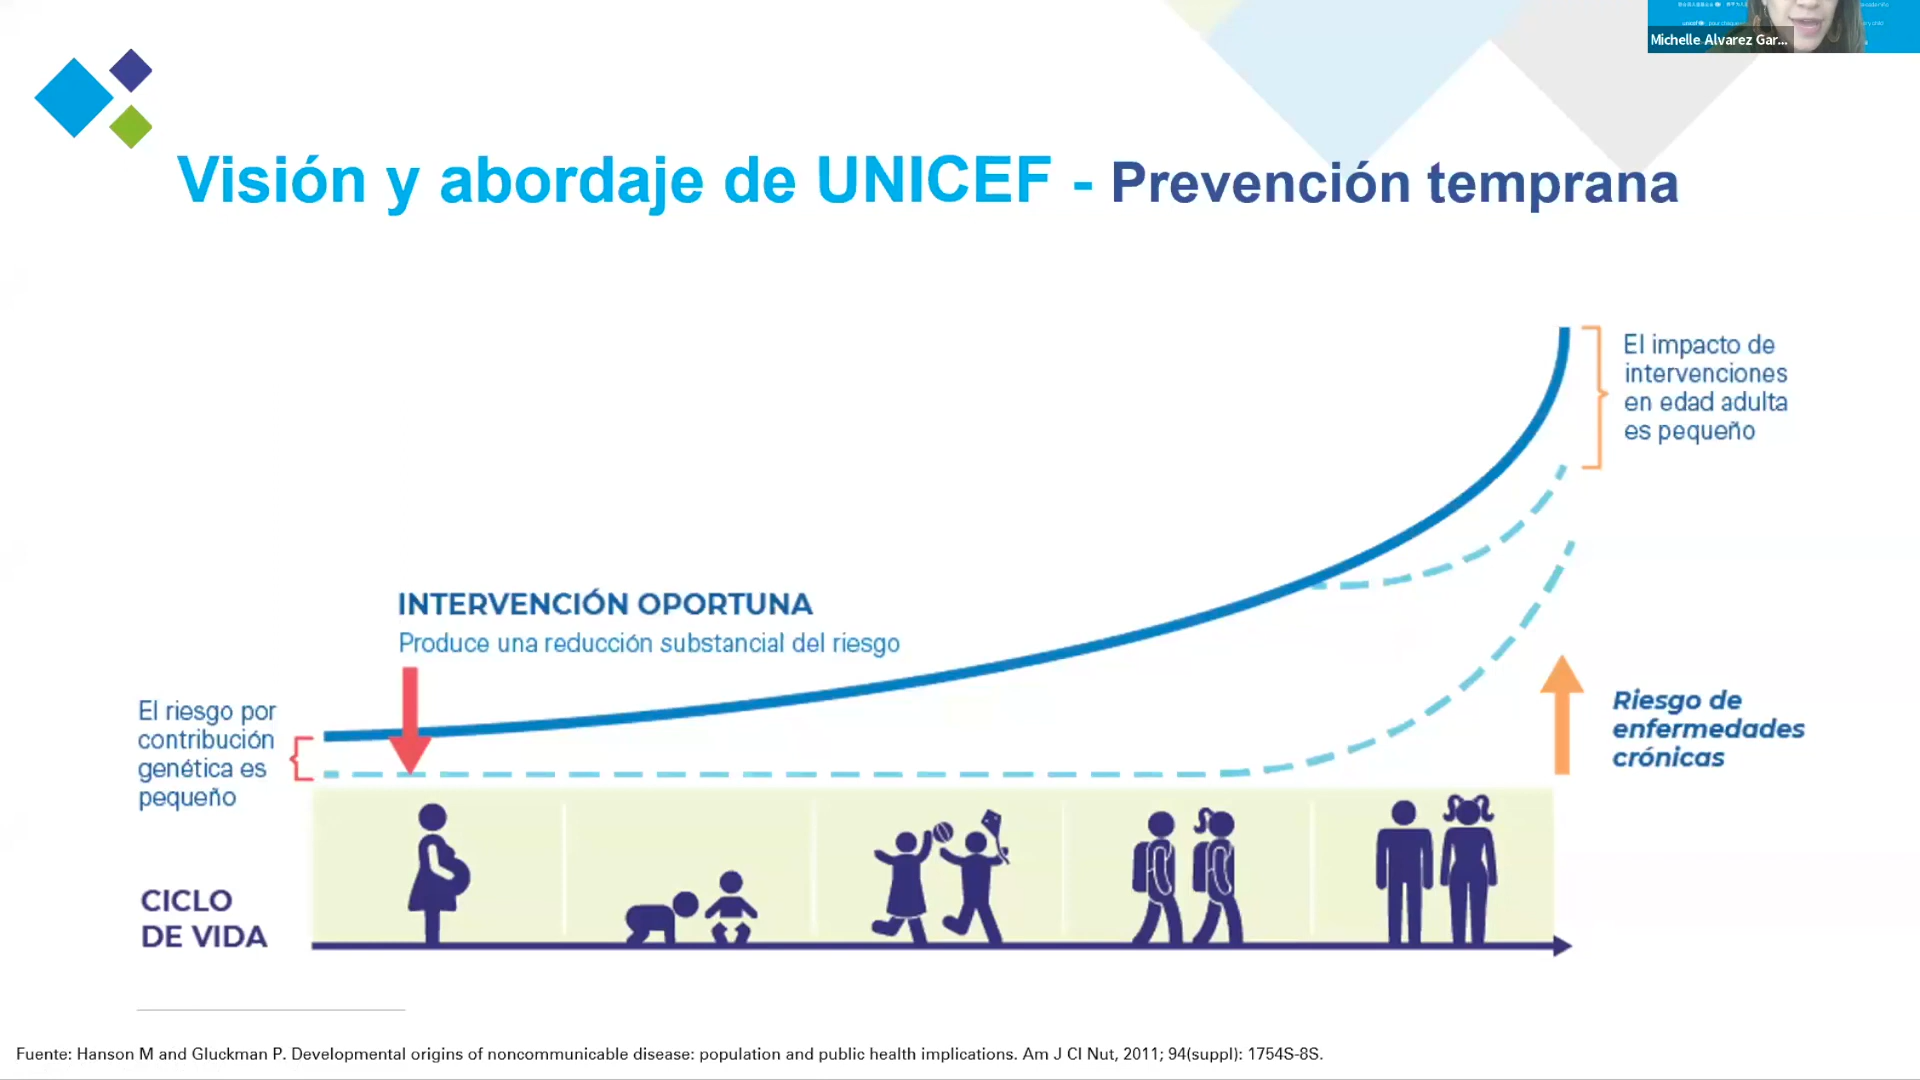 Michelle Alvarez Gar...
Visión y abordaje de UNICEF - Prevención temprana
El impacto de
intervenciones
en edad adulta
es pequeño
INTERVENCIÓN OPORTUNA
Produce una reducción substancial del riesgo
El riesgo por
contribución
genética es
pequeño
Riesgo de
enfermedades
crónicas
CICLO
DE VIDA
Fuente: Hanson M and Gluckman P. Developmental origins of noncommunicable disease: population and public health implications. Am J Cl Nut, 2011; 94(suppl): 1754S-8S.